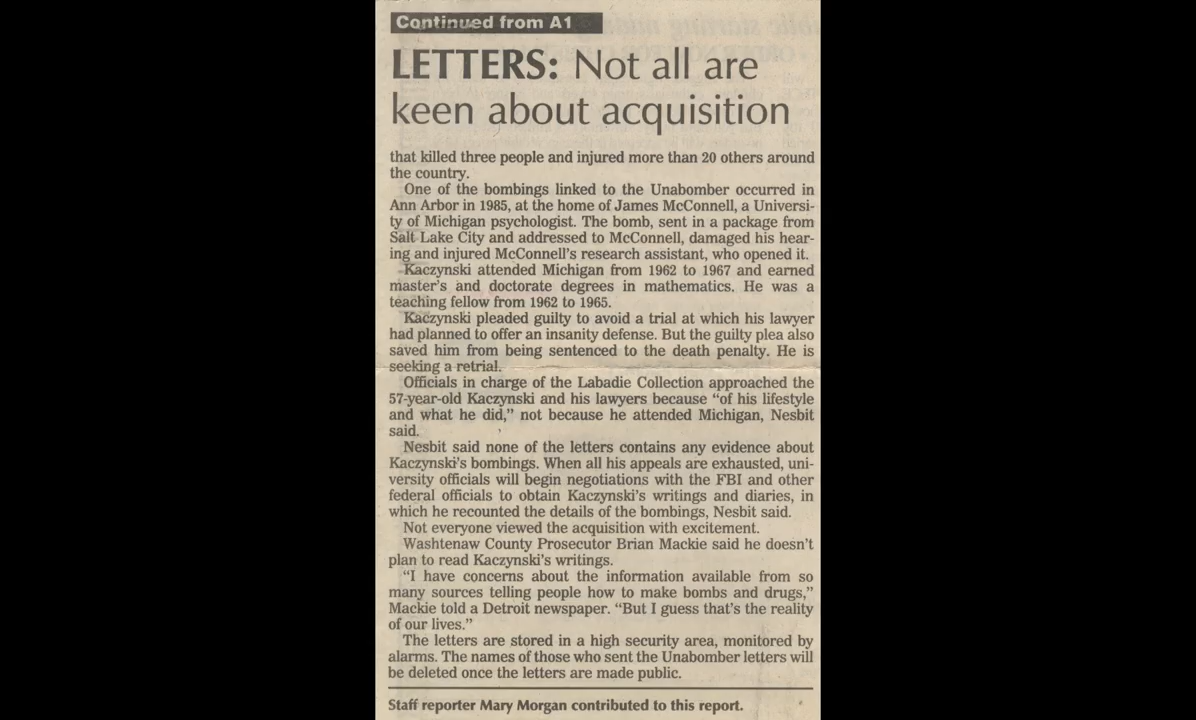 Continued from A1
LETTERS: Not all are
keen about acquisition
that killed three people and injured more than 20 others around
the country.
One of the bombings linked to the Unabomber occurred in
Ann Arbor in 1985, at the home of James McConnell, a Universi-
ty of Michigan psychologist. The bomb, sent in a package from
Salt Lake City and addressed to McConnell, damaged his hear-
ing and injured McConnell's research assistant, who opened it.
Kaczynski attended Michigan from 1962 to 1967 and earned
master's and doctorate degrees in mathematics. He was a
teaching fellow from 1962 to 1965.
Kaczynski pleaded guilty to avoid a trial at which his lawyer
had planned to offer an insanity defense. But the guilty plea also
saved him from being sentenced to the death penalty. He is
seeking a retrial.
Officials in charge of the Labadie Collection approached the
57-year-old Kaczynski and his lawyers because “of his lifestyle
and what he did,” not because he attended Michigan, Nesbit
said.
Nesbit said none of the letters contains any evidence about
Kaczynski's bombings. When all his appeals are exhausted, uni-
versity officials will begin negotiations with the FBI and other
federal officials to obtain Kaczynski's writings and diaries, in
which he recounted the details of the bombings, Nesbit said.
Not everyone viewed the acquisition with excitement.
Washtenaw County Prosecutor Brian Mackie said he doesn't
plan to read Kaczynski's writings.
“I have concerns about the information available from so
many sources telling people how to make bombs and drugs,”
Mackie told a Detroit newspaper. “But I guess that's the reality
of our lives.”
The letters are stored in a high security area, monitored by
alarms. The names of those who sent the Unabomber letters will
be deleted once the letters are made public.
Staff reporter Mary Morgan contributed to this report.